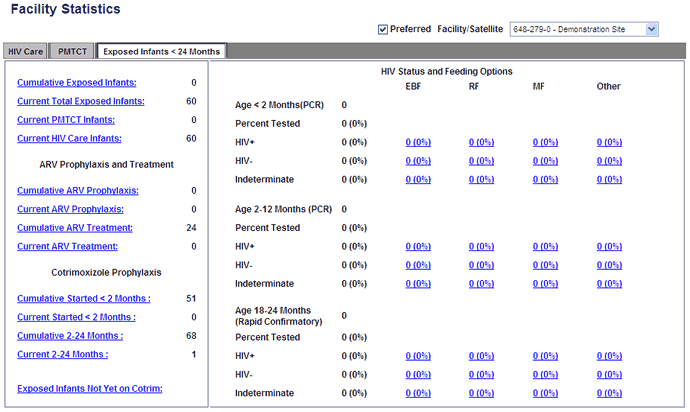 Facility Statistics
Preferred Facility/Satellite 648-279-0 - Demonstration Site
HIV Care PMTCT Exposed Infants < 24 Months
Cumulative Exposed Infants: 0
Current Total Exposed Infants: 60
Current PMTCT Infants: 0
Current HIV Care Infants: 60
ARV Prophylaxis and Treatment
Cumulative ARV Prophylaxis: 0
Current ARV Prophylaxis: 0
Cumulative ARV Treatment: 24
Current ARV Treatment: 0
Cotrimoxizole Prophylaxis
Cumulative Started < 2 Months : 51
Current Started < 2 Months : 0
Cumulative 2-24 Months : 68
Current 2-24 Months : 1
Exposed Infants Not Yet on Cotrim:
HIV Status and Feeding Options
EBF RF MF Other
Age < 2 Months(PCR) 0
Percent Tested 0 (0%)
HIV+ 0 (0%) 0 (0%) 0 (0%) 0 (0%) 0 (0%)
HIV- 0 (0%) 0 (0%) 0 (0%) 0 (0%) 0 (0%)
Indeterminate 0 (0%) 0 (0%) 0 (0%) 0 (0%) 0 (0%)
Age 2-12 Months (PCR) 0
Percent Tested 0 (0%)
HIV+ 0 (0%) 0 (0%) 0 (0%) 0 (0%) 0 (0%)
HIV- 0 (0%) 0 (0%) 0 (0%) 0 (0%) 0 (0%)
Indeterminate 0 (0%) 0 (0%) 0 (0%) 0 (0%) 0 (0%)
Age 18-24 Months 0
(Rapid Confirmatory)
Percent Tested 0 (0%)
HIV+ 0 (0%) 0 (0%) 0 (0%) 0 (0%) 0 (0%)
HIV- 0 (0%) 0 (0%) 0 (0%) 0 (0%) 0 (0%)
Indeterminate 0 (0%) 0 (0%) 0 (0%) 0 (0%) 0 (0%)